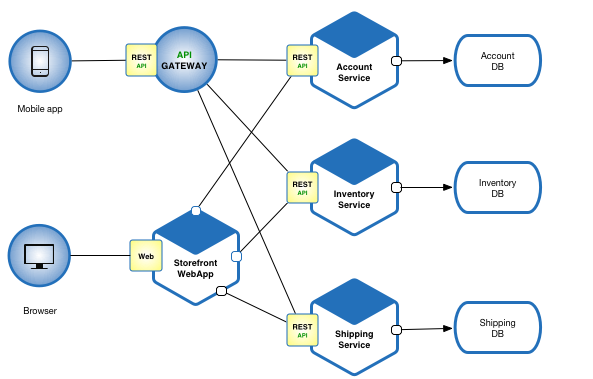 Mobile app
REST
API
API
GATEWAY
REST
API
Account
Service
Account
DB
REST
API
Inventory
Service
Inventory
DB
Browser
Web
Storefront
WebApp
REST
API
Shipping
Service
Shipping
DB